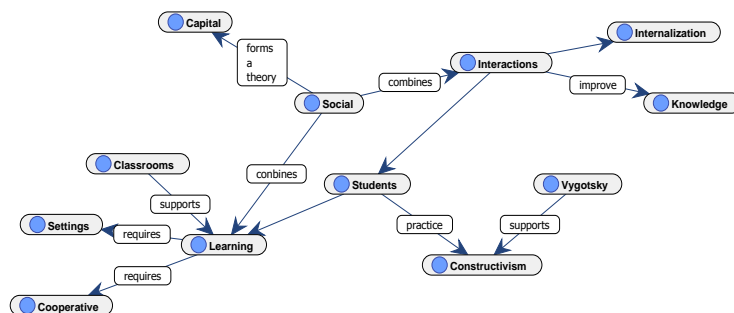 Capital
Internalization
forms
a
theory
Interactions
combines
improve
Social
Knowledge
Classrooms
conbines
Students
Vygotsky
supports
Settings
requires
practice
supports
Learning
Constructivism
requires
Cooperative